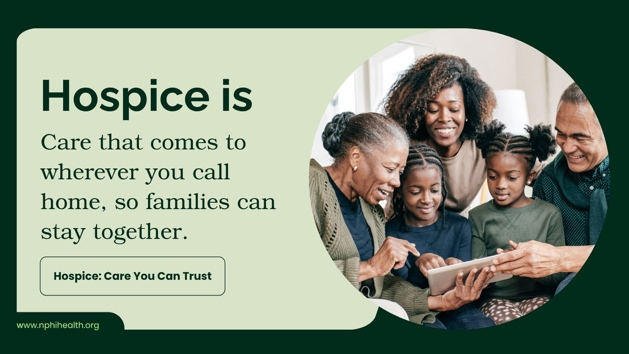 Hospice is
Care that comes to
wherever you call
home, so families can
stay together.
Hospice: Care You Can Trust
www.nphihealth.org